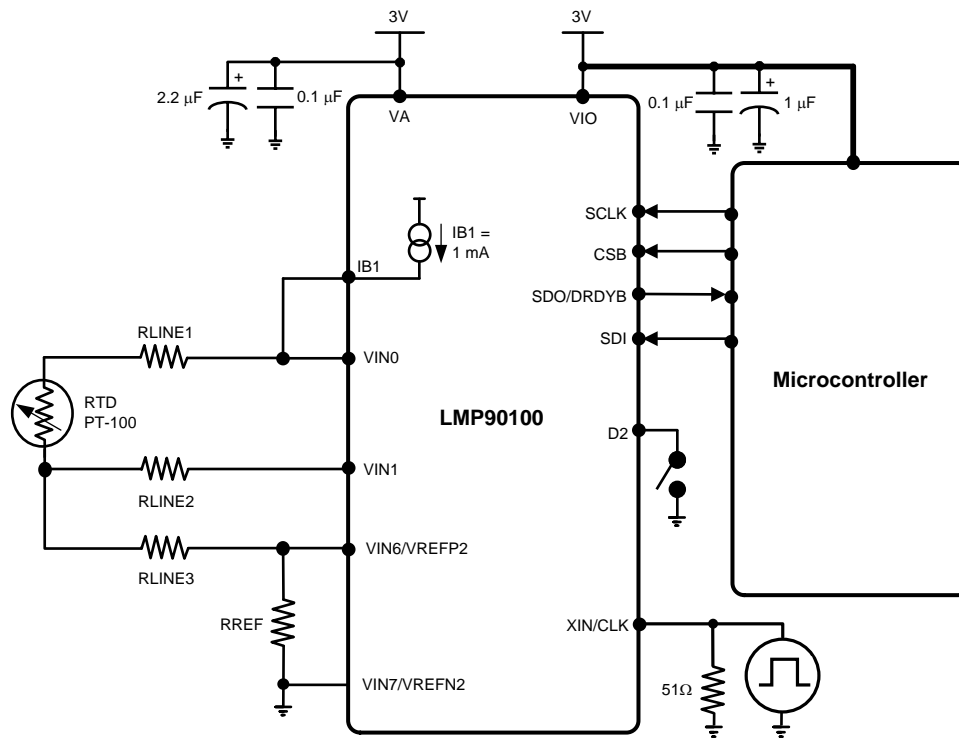 3V
3V
2.2 µF
+
0.1 µF
0.1 µF
+
1 µF
VA
VIO
IB1 =
1 mA
IB1
SCLK
CSB
SDO/DRDYB
SDI
RLINE1
VIN0
RTD
PT-100
Microcontroller
LMP90100
D2
VIN1
RLINE2
VIN6/VREFP2
RLINE3
RREF
XIN/CLK
VIN7/VREFN2
51Ω